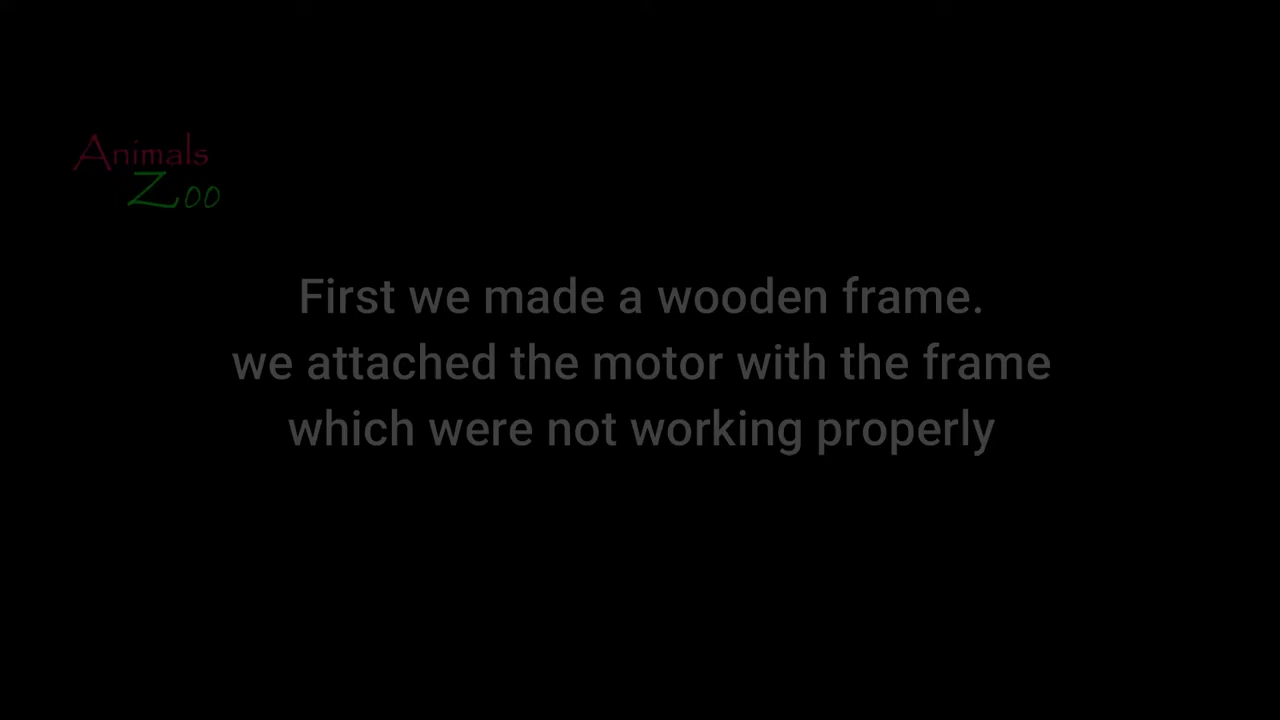 Animals
Zoo
First we made a wooden frame.
we attached the motor with the frame
which were not working properly